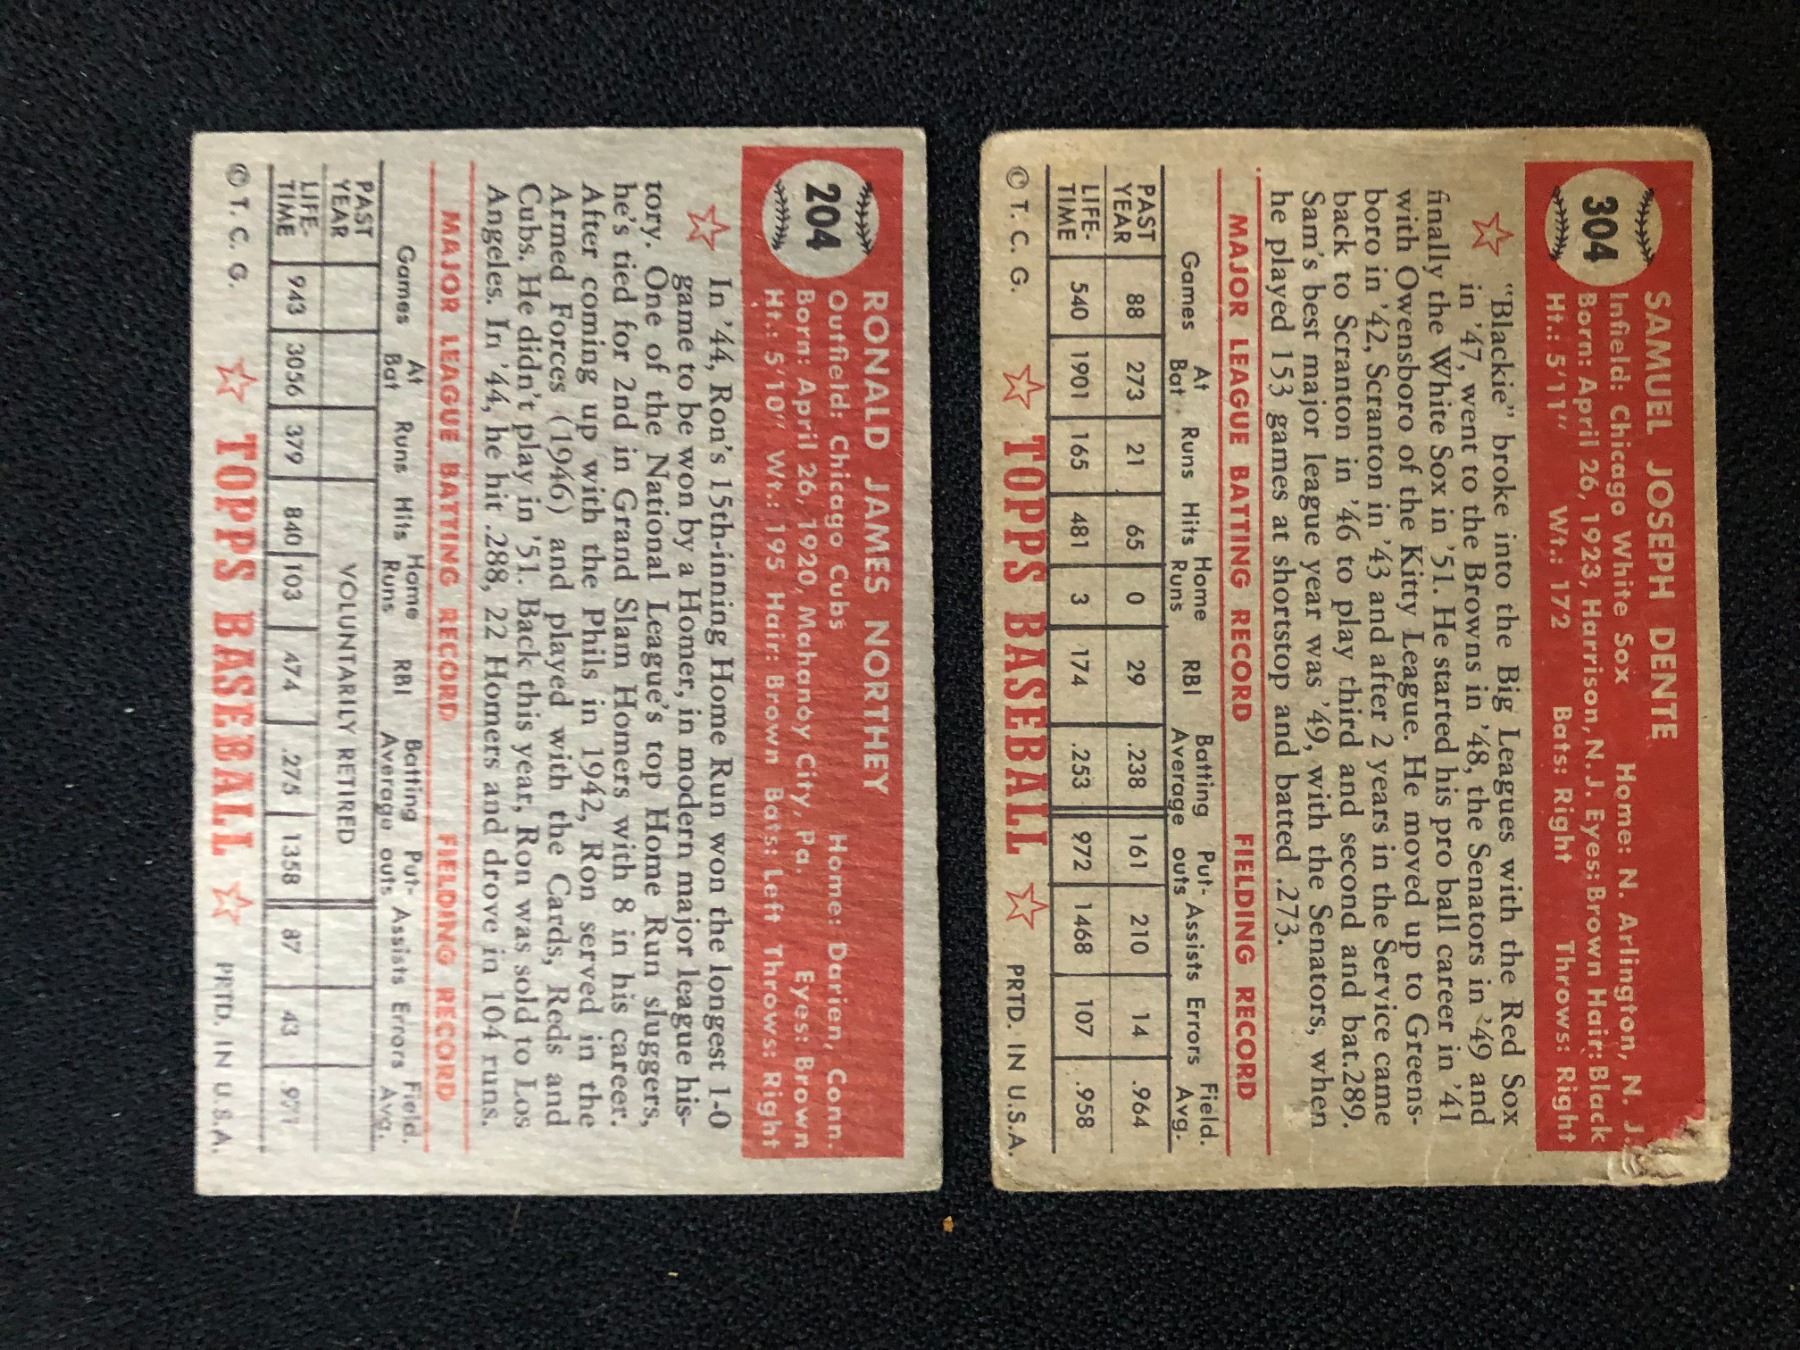 304
SAMUEL JOSEPH DENTE
Infield: Chicago White Sox Home: N. Arlington, N. J.
Born: April 26, 1923, Harrison, N.J. Eyes: Brown Hair: Black
Ht.: 5'11" Wt.: 172 Bats: Right Throws: Right
"Blackie" broke into the Big Leagues with the Red Sox
in '47, went to the Browns in '48, the Senators in '49 and
finally the White Sox in '51. He started his pro ball career in '41
with Owensboro of the Kitty League. He moved up to Greens-
boro in '42, Scranton in '43 and after 2 years in the Service came
back to Scranton in '46 to play third and second and bat .289.
Sam's best major league year was '49, with the Senators, when
he played 153 games at shortstop and batted .273.
MAJOR LEAGUE BATTING RECORD FIELDING RECORD
Games At Bat Runs Hits Home Runs RBI Batting Average Put-outs Assists Errors Field. Avg.
PAST YEAR 88 273 21 65 0 29 .238 161 210 14 .964
LIFE-TIME 540 1901 165 481 3 174 .253 972 1468 107 .958
© T. C. G. TOPPS BASEBALL PRTD. IN U.S.A.
204
RONALD JAMES NORTHEY
Outfield: Chicago Cubs Home: Darien, Conn.
Born: April 26, 1920, Mahanoy City, Pa. Eyes: Brown
Ht.: 5'10" Wt.: 195 Hair: Brown Bats: Left Throws: Right
In '44, Ron's 15th-inning Home Run won the longest 1-0
game to be won by a Homer, in modern major league his-
tory. One of the National League's top Home Run sluggers,
he's tied for 2nd in Grand Slam Homers with 8 in his career.
After coming up with the Phils in 1942, Ron served in the
Armed Forces (1946) and played with the Cards, Reds and
Cubs. He didn't play in '51. Back this year, Ron was sold to Los
Angeles. In '44, he hit .288, 22 Homers and drove in 104 runs.
MAJOR LEAGUE BATTING RECORD FIELDING RECORD
Games At Bat Runs Hits Home Runs RBI Batting Average Put-outs Assists Errors Field. Avg.
PAST YEAR VOLUNTARILY RETIRED
LIFE-TIME 943 3056 379 840 103 474 .275 1358 87 43 .971
© T. C. G. TOPPS BASEBALL PRTD. IN U.S.A.